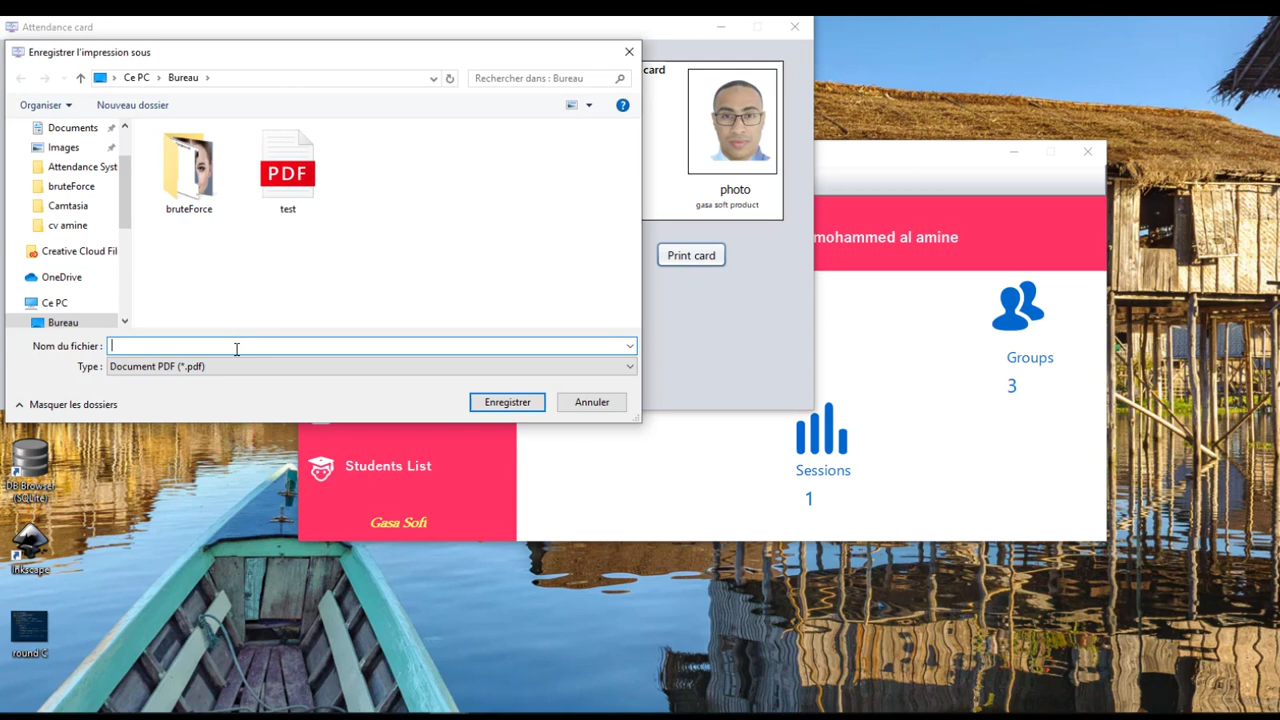 Attendance card
Enregistrer l'impression sous
Ce PC
Bureau
Rechercher dans : Bureau
Organiser
Nouveau dossier
Documents
Images
Attendance Syst
bruteForce
Camtasia
cv amine
Creative Cloud Fil
OneDrive
Ce PC
Bureau
PDF
bruteForce
test
Nom du fichier :
Type :
Document PDF (*.pdf)
Masquer les dossiers
Enregistrer
Annuler
card
photo
gasa soft product
Print card
mohammed al amine
Groups
3
Sessions
1
Students List
Gasa Soft
DB Browser
(SQLite)
Inkscape
round C